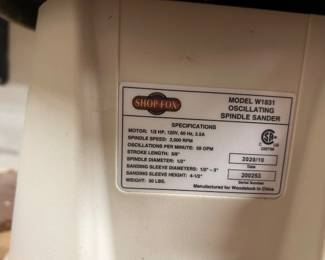 SHOP FOX
MODEL W1831
OSCILLATING
SPINDLE SANDER
SPECIFICATIONS
MOTOR: 1/2 HP, 120V, 60 Hz, 3.5A
SPINDLE SPEED: 2,000 RPM
OSCILLATIONS PER MINUTE: 58 OPM
STROKE LENGTH: 5/8"
SPINDLE DIAMETER: 1/2"
SANDING SLEEVE DIAMETERS: 1/2" – 3"
SANDING SLEEVE HEIGHT: 4-1/2"
WEIGHT: 30 LBS.
C US
2020/10
Date
200253
Serial Number
Manufactured for Woodstock in China